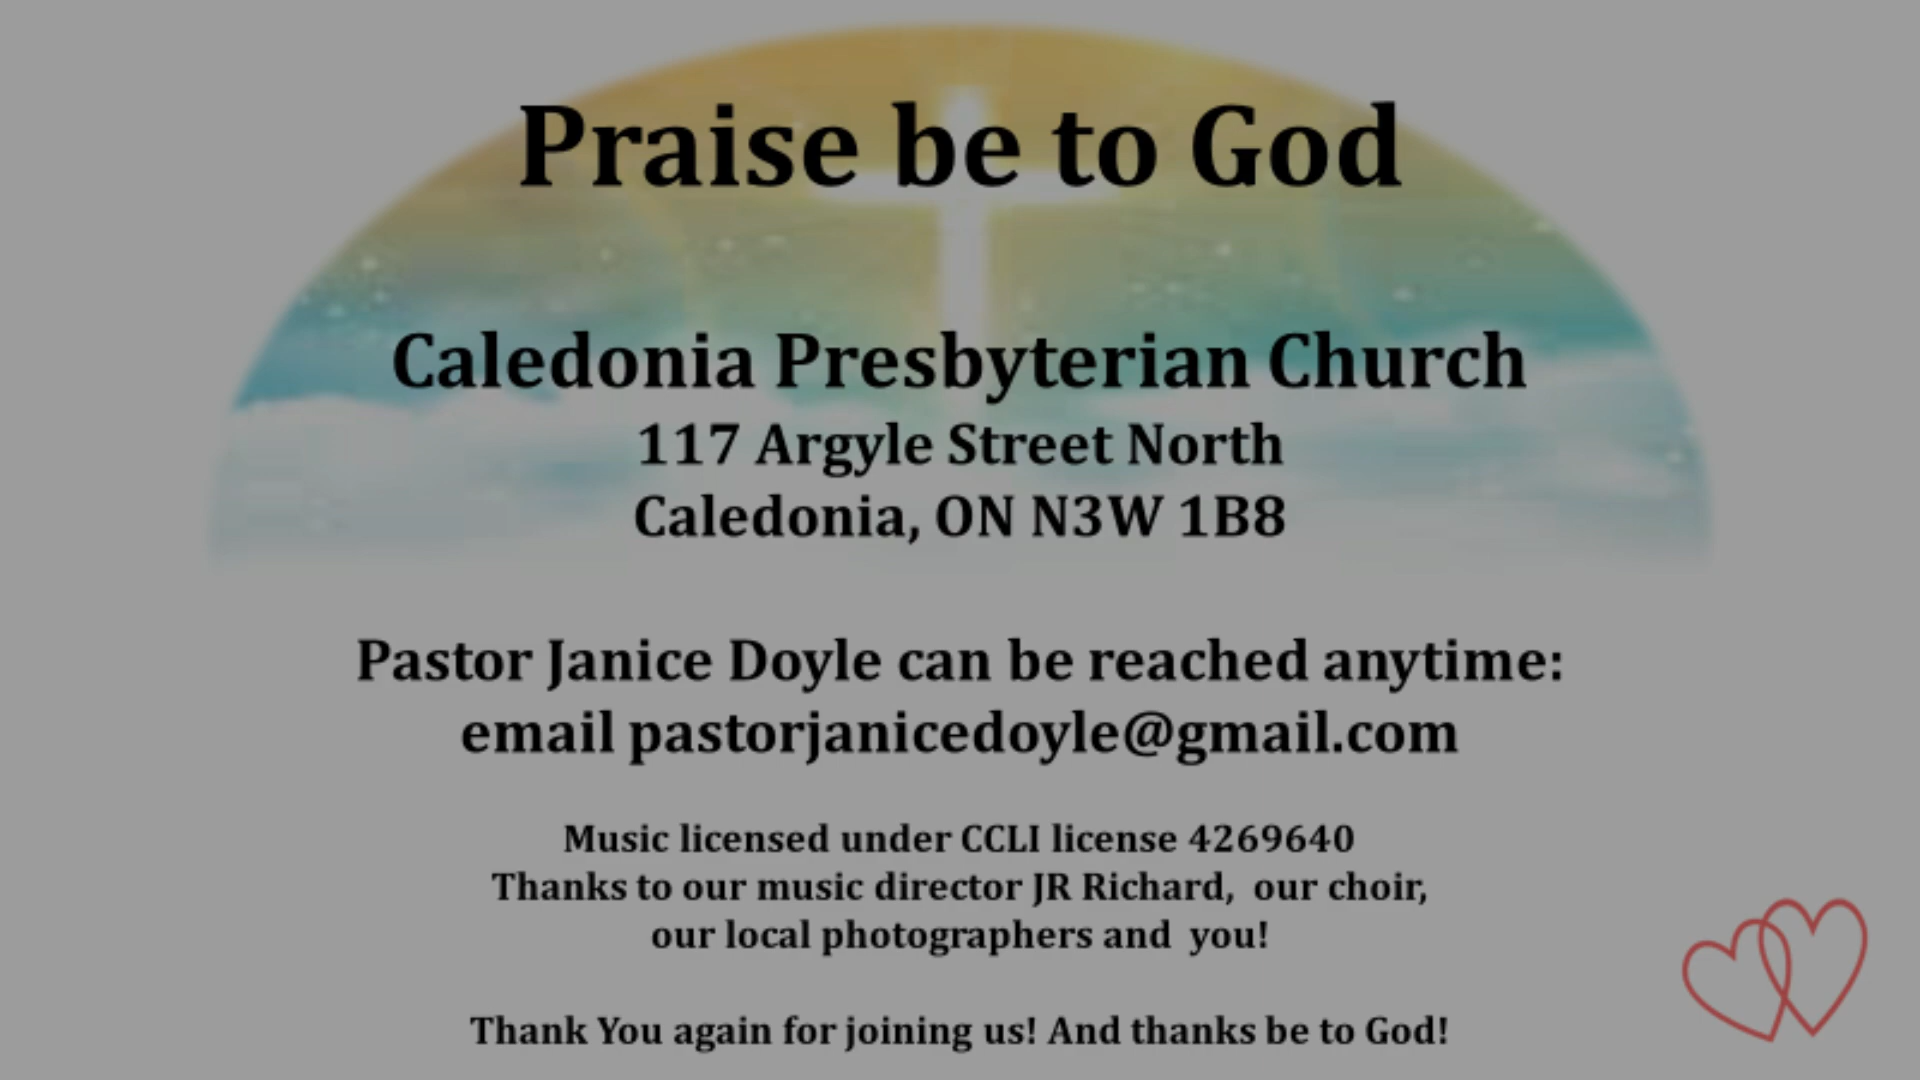 Praise be to God
Caledonia Presbyterian Church
117 Argyle Street North
Caledonia, ON N3W 1B8
Pastor Janice Doyle can be reached anytime:
email pastorjanicedoyle@gmail.com
Music licensed under CCLI license 4269640
Thanks to our music director JR Richard, our choir,
our local photographers and you!
Thank You again for joining us! And thanks be to God!